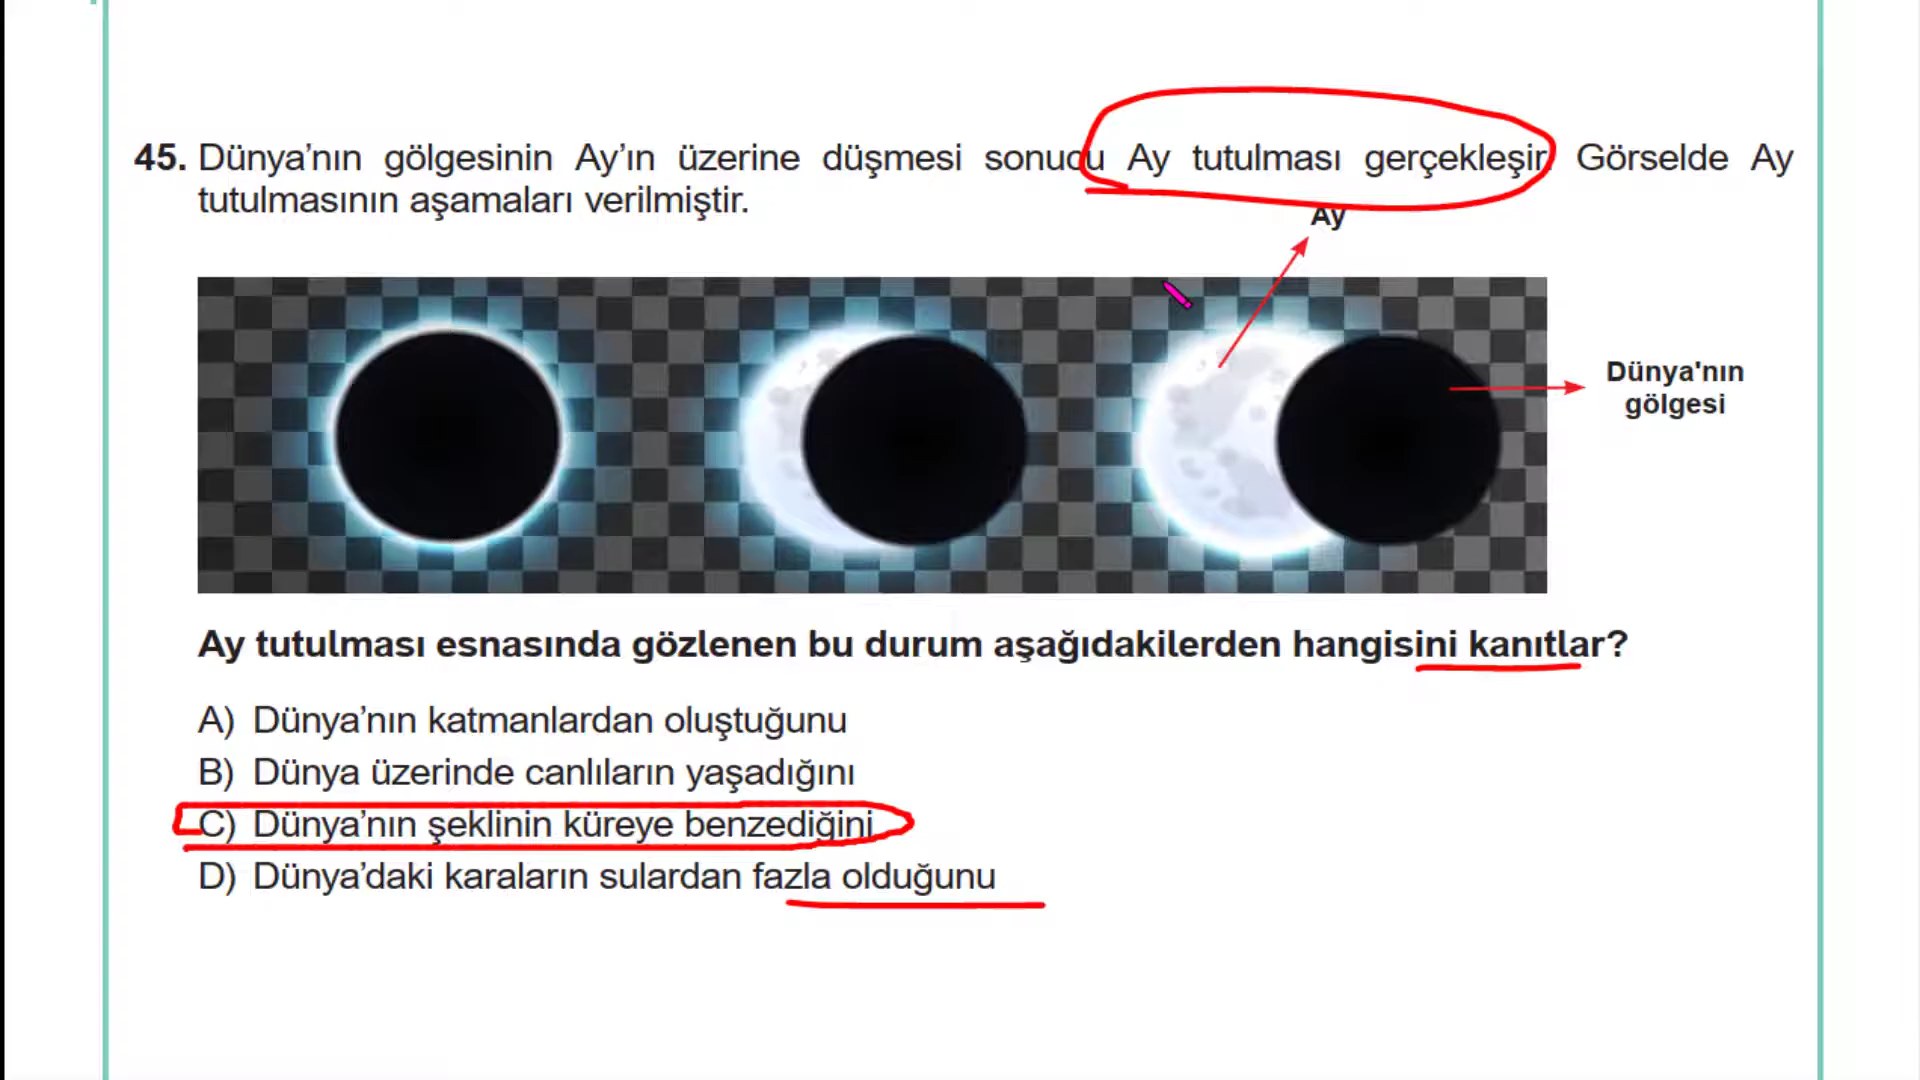 45. Dünya’nın gölgesinin Ay’ın üzerine düşmesi sonucu Ay tutulması gerçekleşir. Görselde Ay
tutulmasının aşamaları verilmiştir.
Ay
Dünya'nın
gölgesi
Ay tutulması esnasında gözlenen bu durum aşağıdakilerden hangisini kanıtlar?
A) Dünya’nın katmanlardan oluştuğunu
B) Dünya üzerinde canlıların yaşadığını
C) Dünya’nın şeklinin küreye benzediğini
D) Dünya’daki karaların sulardan fazla olduğunu